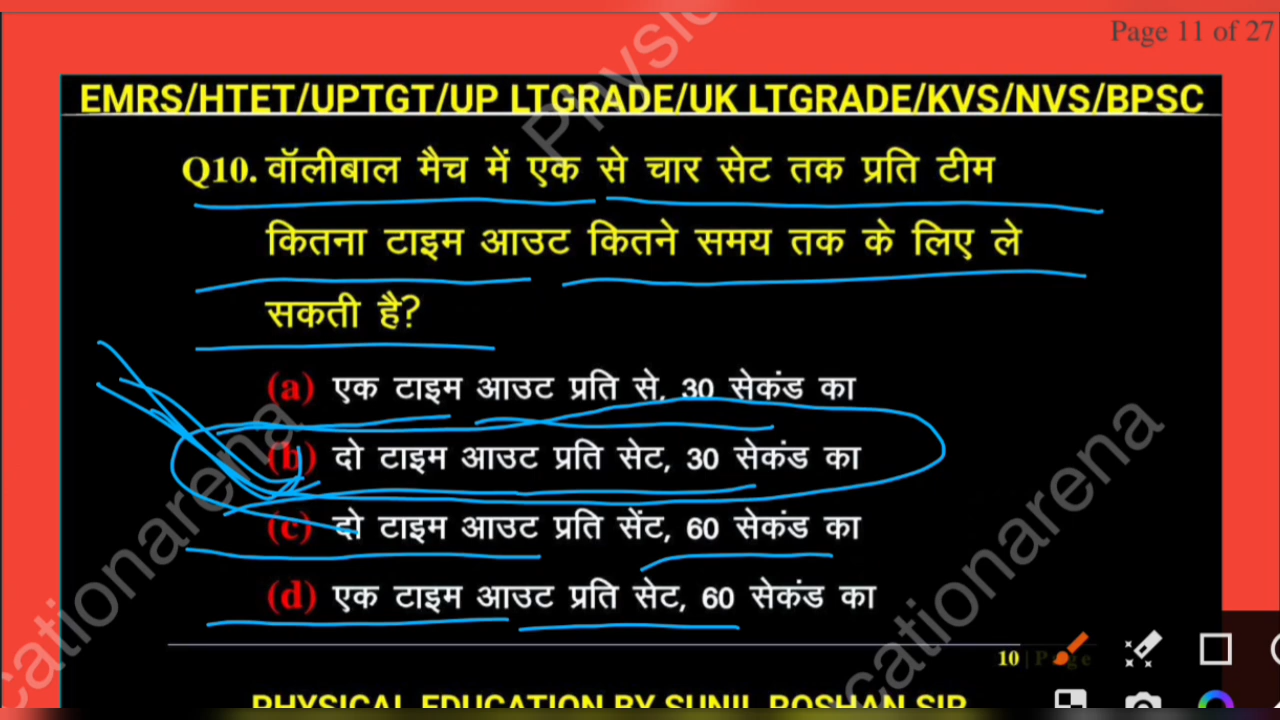 Page 11 of 27
EMRS/HTET/UPTGT/UP LTGRADE/UK LTGRADE/KVS/NVS/BPSC
Q10. वॉलीबाल मैच में एक से चार सेट तक प्रति टीम
कितना टाइम आउट कितने समय तक के लिए ले
सकती है?
(a) एक टाइम आउट प्रति से, 30 सेकंड का
(b) दो टाइम आउट प्रति सेट, 30 सेकंड का
(c) दो टाइम आउट प्रति सेंट, 60 सेकंड का
(d) एक टाइम आउट प्रति सेट, 60 सेकंड का
10 | Page
PHYSICAL EDUCATION BY SUNIL ROSHAN SIR